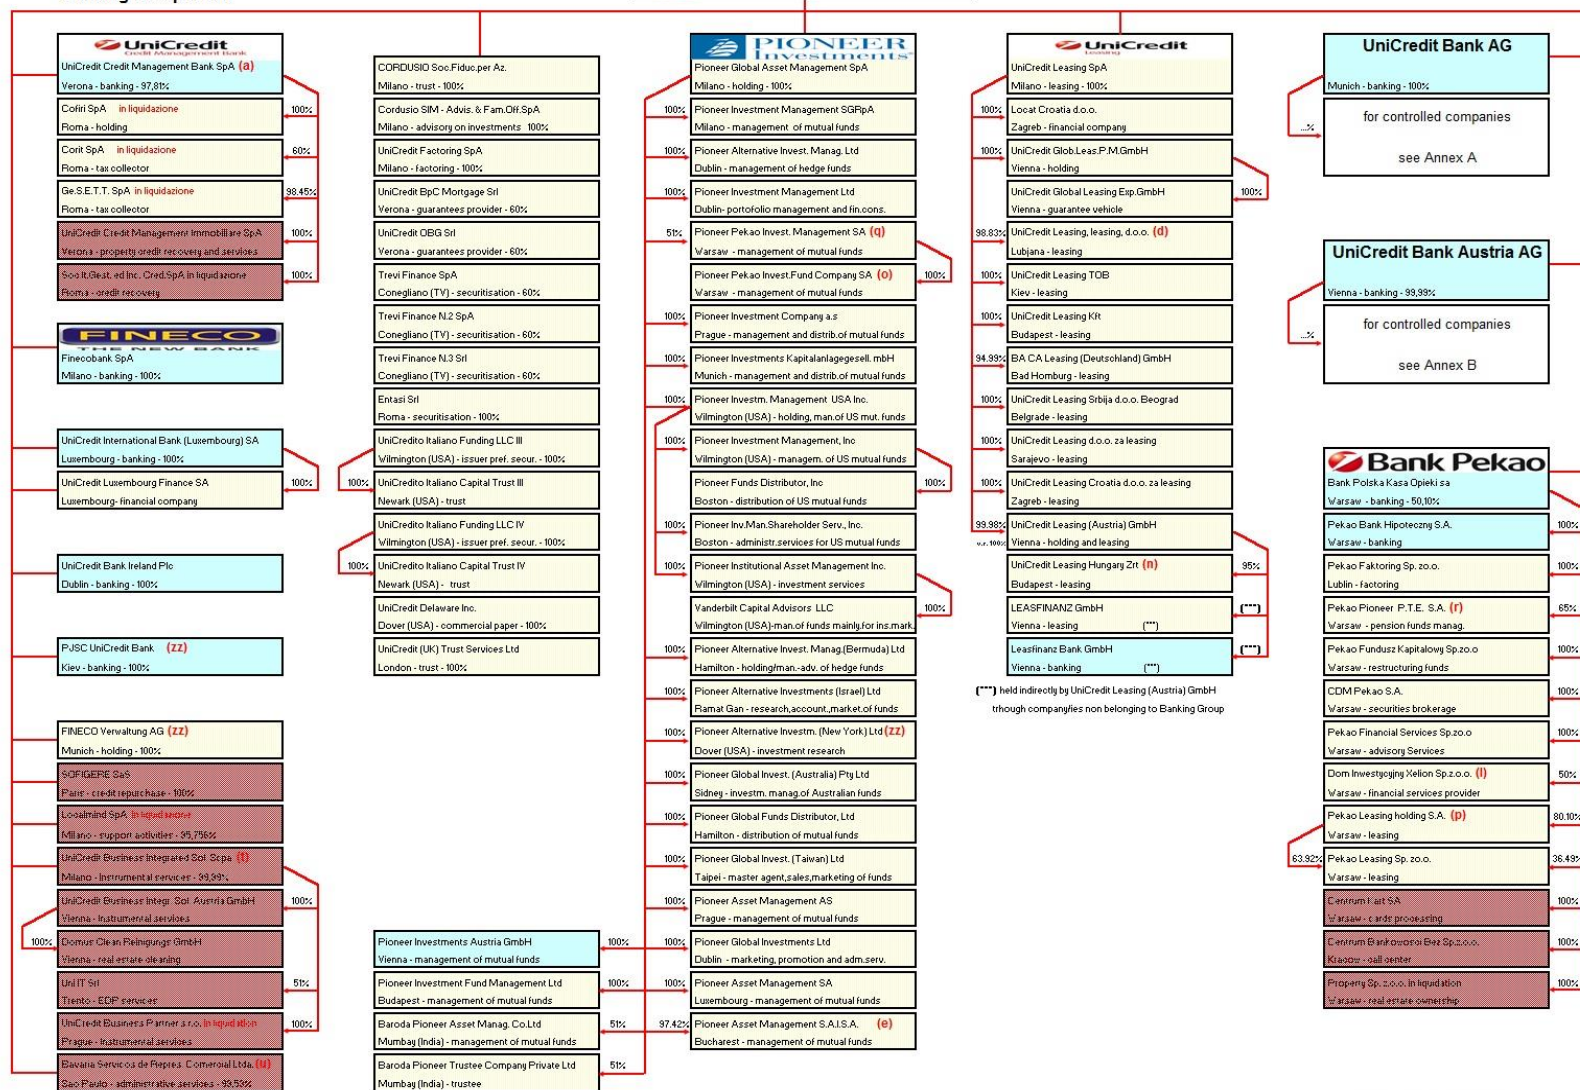 UniCredit
Credit Management Bank
UniCredit Credit Management Bank SpA (a)
Verona - banking - 97,81%
Cofiri SpA in liquidazione
Roma - holding
100%
Corit SpA in liquidazione
Roma - tax collector
60%
Ge.S.E.T.T. SpA in liquidazione
Roma - tax collector
98.45%
UniCredit Credit Management Immobiliare SpA
Verona - property credit recovery and services
100%
Soc.It.Gest. ed Inc. Cred.SpA in liquidazione
Roma - credit recovery
100%
FINECO
THE NEW BANK
Finecobank SpA
Milano - banking - 100%
UniCredit International Bank (Luxembourg) SA
Luxembourg - banking - 100%
UniCredit Luxembourg Finance SA
Luxembourg- financial company
100%
UniCredit Bank Ireland Plc
Dublin - banking - 100%
PJSC UniCredit Bank (zz)
Kiev - banking - 100%
FINECO Verwaltung AG (zz)
Munich - holding - 100%
SOFIGERE SaS
Paris - credit repurchase - 100%
Localmind SpA in liquidazione
Milano - support activities - 95,756%
UniCredit Business Integrated Sol. Scpa (t)
Milano - Instrumental services - 99,99%
UniCredit Business Integr. Sol. Austria GmbH
Vienna - Instrumental services
100%
100%
Domus Clean Reinigungs GmbH
Vienna - real estate cleaning
UniIT Srl
Trento - EDP services
51%
UniCredit Business Partner s.r.o. in liquidation
Prague - Instrumental services
100%
Bavaria Servicos de Repres. Comercial Ltda. (u)
Sao Paulo - administrative services - 99,53%
CORDUSIO Soc.Fiduc.per Az.
Milano - trust - 100%
Cordusio SIM - Advis. & Fam.Off.SpA
Milano - advisory on investments 100%
UniCredit Factoring SpA
Milano - factoring - 100%
UniCredit BpC Mortgage Srl
Verona - guarantees provider - 60%
UniCredit OBG Srl
Verona - guarantees provider - 60%
Trevi Finance SpA
Conegliano (TV) - securitisation - 60%
Trevi Finance N.2 SpA
Conegliano (TV) - securitisation - 60%
Trevi Finance N.3 Srl
Conegliano (TV) - securitisation - 60%
Entasi Srl
Roma - securitisation - 100%
UniCredito Italiano Funding LLC III
Wilmington (USA) - issuer pref. secur. - 100%
100%
UniCredito Italiano Capital Trust III
Newark (USA) - trust
UniCredito Italiano Funding LLC IV
Wilmington (USA) - issuer pref. secur. - 100%
100%
UniCredito Italiano Capital Trust IV
Newark (USA) - trust
UniCredit Delaware Inc.
Dover (USA) - commercial paper - 100%
UniCredit (UK) Trust Services Ltd
London - trust - 100%
Pioneer Investments Austria GmbH
Vienna - management of mutual funds
100%
Pioneer Investment Fund Management Ltd
Budapest - management of mutual funds
100%
Baroda Pioneer Asset Manag. Co.Ltd
Mumbay (India) - management of mutual funds
51%
Baroda Pioneer Trustee Company Private Ltd
Mumbay (India) - trustee
51%
PIONEER
Investments
Pioneer Global Asset Management SpA
Milano - holding - 100%
100%
Pioneer Investment Management SGRpA
Milano - management of mutual funds
100%
Pioneer Alternative Invest. Manag. Ltd
Dublin - management of hedge funds
100%
Pioneer Investment Management Ltd
Dublin- portofolio management and fin.cons.
51%
Pioneer Pekao Invest. Management SA (q)
Warsaw - management of mutual funds
Pioneer Pekao Invest.Fund Company SA (o)
Warsaw - management of mutual funds
100%
100%
Pioneer Investment Company a.s
Prague - management and distrib.of mutual funds
100%
Pioneer Investments Kapitalanlagegesell. mbH
Munich - management and distrib.of mutual funds
100%
Pioneer Investm. Management USA Inc.
Wilmington (USA) - holding, man.of US mut. funds
100%
Pioneer Investment Management, Inc
Wilmington (USA) - managem. of US mutual funds
Pioneer Funds Distributor, Inc
Boston - distribution of US mutual funds
100%
100%
Pioneer Inv.Man.Shareholder Serv., Inc.
Boston - administr.services for US mutual funds
100%
Pioneer Institutional Asset Management Inc.
Wilmington (USA) - investment services
Vanderbilt Capital Advisors LLC
Wilmington (USA)-man.of funds mainly.for ins.mark.
100%
100%
Pioneer Alternative Invest. Manag.(Bermuda) Ltd
Hamilton - holding/man.-adv. of hedge funds
100%
Pioneer Alternative Investments (Israel) Ltd
Ramat Gan - research,account.,market.of funds
100%
Pioneer Alternative Investm. (New York) Ltd (zz)
Dover (USA) - investment research
100%
Pioneer Global Invest. (Australia) Pty Ltd
Sidney - investm. manag.of Australian funds
100%
Pioneer Global Funds Distributor, Ltd
Hamilton - distribution of mutual funds
100%
Pioneer Global Invest. (Taiwan) Ltd
Taipei - master agent,sales,marketing of funds
100%
Pioneer Asset Management AS
Prague - management of mutual funds
100%
Pioneer Global Investments Ltd
Dublin - marketing, promotion and adm.serv.
100%
Pioneer Asset Management SA
Luxembourg - management of mutual funds
97.42%
Pioneer Asset Management S.A.I.S.A. (e)
Bucharest - management of mutual funds
UniCredit
Leasing
UniCredit Leasing SpA
Milano - leasing - 100%
100%
Locat Croatia d.o.o.
Zagreb - financial company
100%
UniCredit Glob.Leas.P.M.GmbH
Vienna - holding
UniCredit Global Leasing Exp.GmbH
Vienna - guarantee vehicle
100%
98.83%
UniCredit Leasing, leasing, d.o.o. (d)
Lubjana - leasing
100%
UniCredit Leasing TOB
Kiev - leasing
100%
UniCredit Leasing Kft
Budapest - leasing
94.99%
BA CA Leasing (Deutschland) GmbH
Bad Homburg - leasing
100%
UniCredit Leasing Srbija d.o.o. Beograd
Belgrade - leasing
100%
UniCredit Leasing d.o.o. za leasing
Sarajevo - leasing
100%
UniCredit Leasing Croatia d.o.o. za leasing
Zagreb - leasing
99.98%
UniCredit Leasing (Austria) GmbH
Vienna - holding and leasing
UniCredit Leasing Hungary Zrt (n)
Budapest - leasing
95%
LEASFINANZ GmbH
Vienna - leasing (***)
(***)
Leasfinanz Bank GmbH
Vienna - banking (***)
(***)
(***) held indirectly by UniCredit Leasing (Austria) GmbH
trhough company/ies non belonging to Banking Group
UniCredit Bank AG
Munich - banking - 100%
...%
for controlled companies
see Annex A
UniCredit Bank Austria AG
Vienna - banking - 99,99%
...%
for controlled companies
see Annex B
Bank Pekao
Bank Polska Kasa Opieki sa
Warsaw - banking - 50,10%
Pekao Bank Hipoteczny S.A.
Warsaw - banking
100%
Pekao Faktoring Sp. zo.o.
Lublin - factoring
100%
Pekao Pioneer P.T.E. S.A. (r)
Warsaw - pension funds manag.
65%
Pekao Fundusz Kapitalowy Sp.zo.o
Warsaw - restructuring funds
100%
CDM Pekao S.A.
Warsaw - securities brokerage
100%
Pekao Financial Services Sp.zo.o
Warsaw - advisory Services
100%
Dom Inwestycyjny Xelion Sp.z.o.o. (l)
Warsaw - financial services provider
50%
Pekao Leasing holding S.A. (p)
Warsaw - leasing
80.10%
63.92%
Pekao Leasing Sp. zo.o.
Warsaw - leasing
36.49%
Centrum Kart SA
Warsaw - cards processing
100%
Centrum Bankowosci Bez Sp.z.o.o.
Kracow - call center
100%
Property Sp. z.o.o. in liquidation
Warsaw - real estate ownership
100%